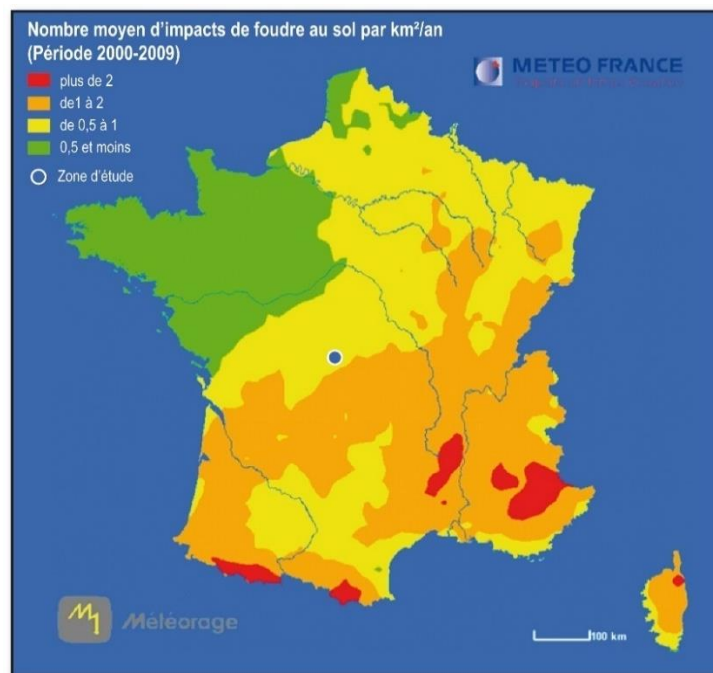 Nombre moyen d'impacts de foudre au sol par km²/an
(Période 2000-2009)
plus de 2
de1 à 2
de 0,5 à 1
0,5 et moins
Zone d'étude
METEO FRANCE
Météorage
100 km